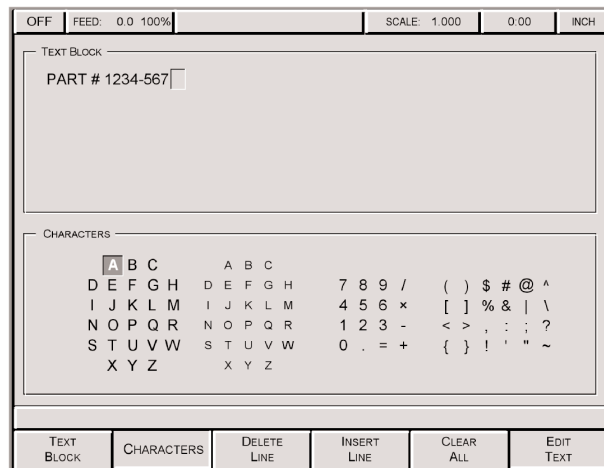 OFF FEED: 0.0 100% SCALE: 1.000 0:00 INCH
TEXT BLOCK
PART # 1234-567
CHARACTERS
A B C A B C
D E F G H D E F G H 7 8 9 / ( ) $ # @ ^
I J K L M I J K L M 4 5 6 × [ ] % & | \
N O P Q R N O P Q R 1 2 3 - < > , : ; ?
S T U V W S T U V W 0 . = + { } ! ' " ~
X Y Z X Y Z
TEXT BLOCK CHARACTERS DELETE LINE INSERT LINE CLEAR ALL EDIT TEXT